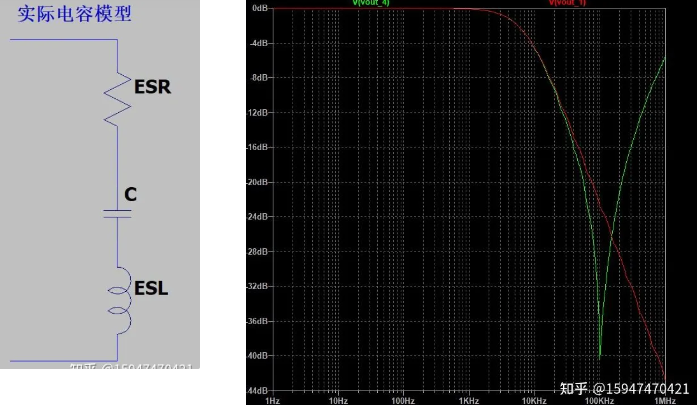 实际电容模型
ESR
C
ESL
知乎 @15947470421
V(vout_4)
V(vout_1)
0dB
-4dB
-8dB
-12dB
-16dB
-20dB
-24dB
-28dB
-32dB
-36dB
-40dB
-44dB
1Hz
10Hz
100Hz
1KHz
10KHz
100KHz
1MHz
知乎 @15947470421